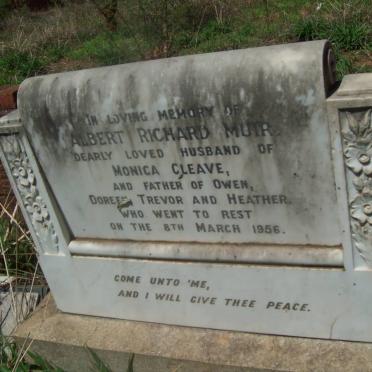 IN LOVING MEMORY OF
ALBERT RICHARD MUIR.
DEARLY LOVED HUSBAND OF
MONICA CLEAVE,
AND FATHER OF OWEN,
DOREEN TREVOR AND HEATHER.
WHO WENT TO REST
ON THE 8TH MARCH 1956.
COME UNTO 'ME,
AND I WILL GIVE THEE PEACE.